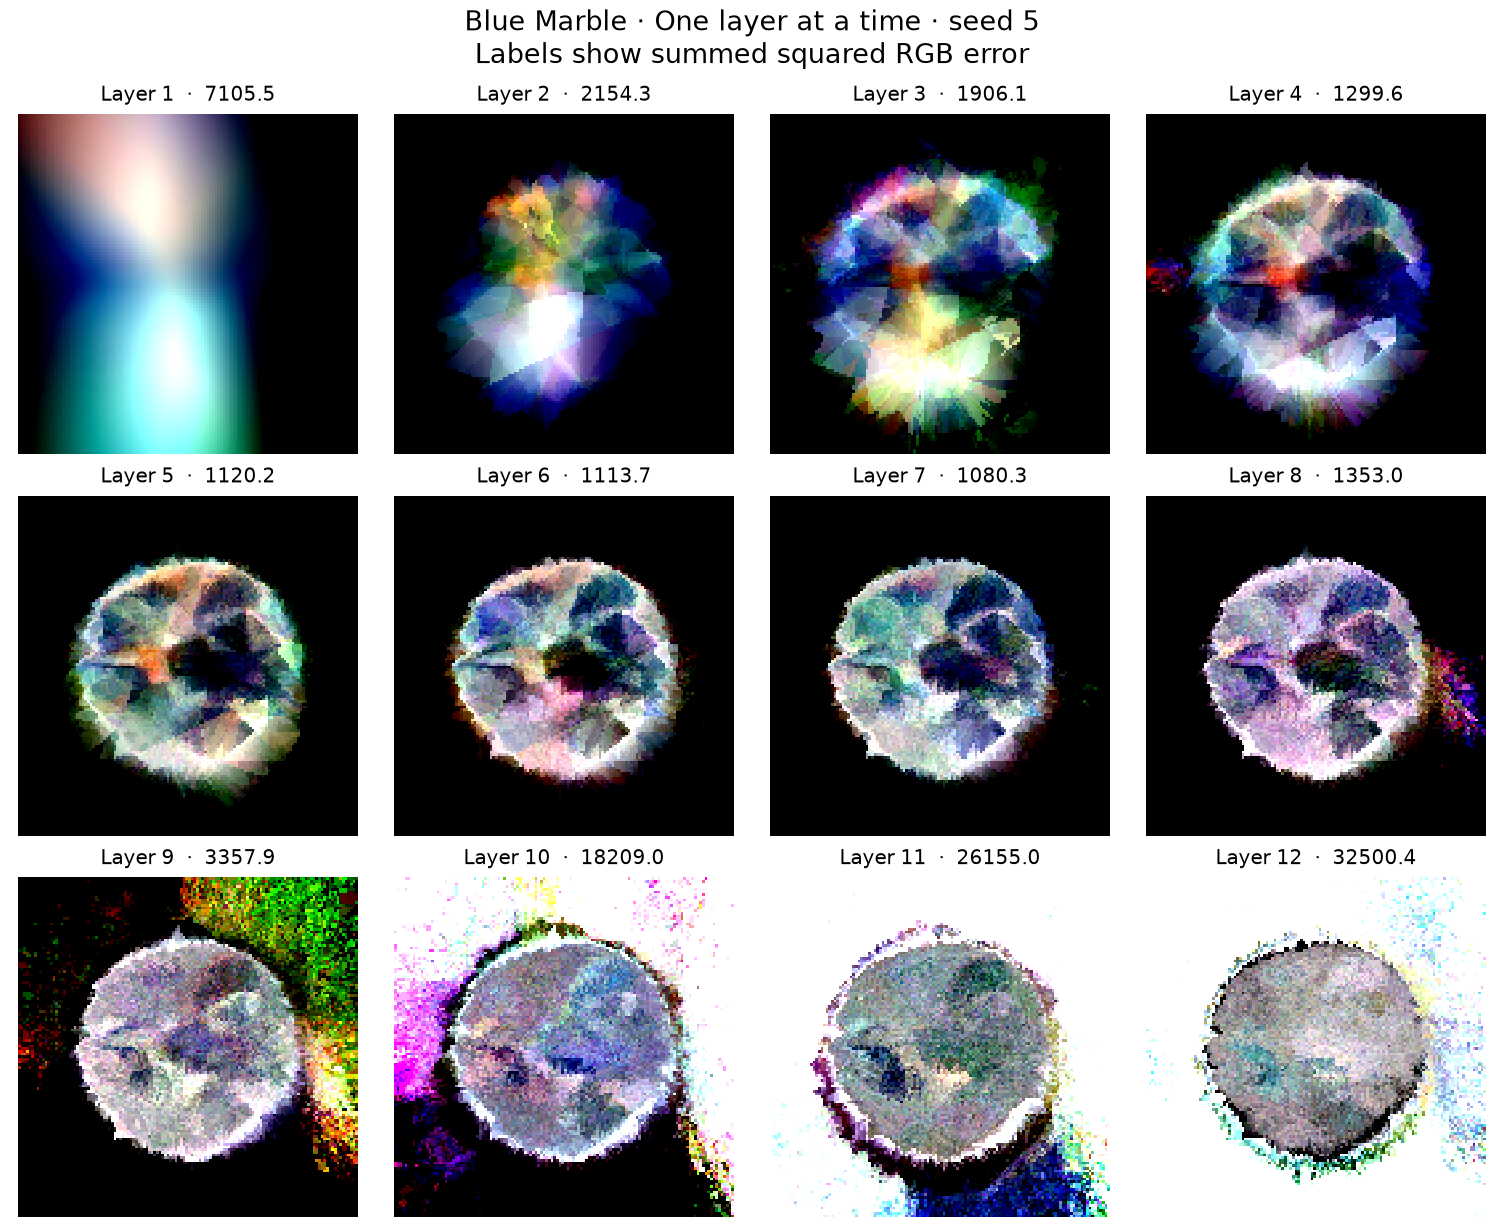 Blue Marble · One layer at a time · seed 5
Labels show summed squared RGB error
Layer 1 · 7105.5
Layer 2 · 2154.3
Layer 3 · 1906.1
Layer 4 · 1299.6
Layer 5 · 1120.2
Layer 6 · 1113.7
Layer 7 · 1080.3
Layer 8 · 1353.0
Layer 9 · 3357.9
Layer 10 · 18209.0
Layer 11 · 26155.0
Layer 12 · 32500.4